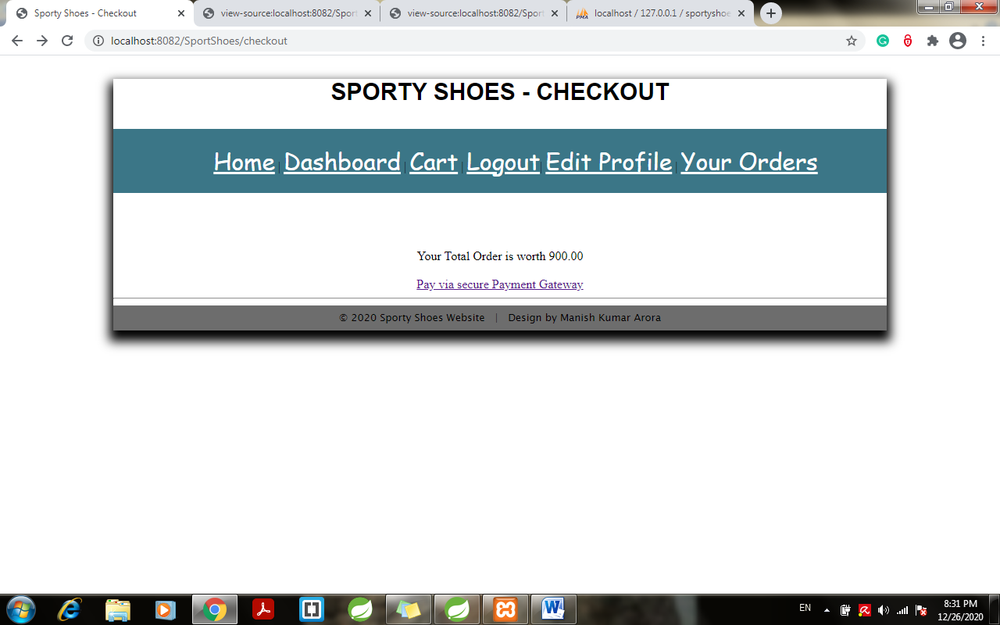 Sporty Shoes - Checkout
view-source:localhost:8082/Sport
view-source:localhost:8082/Sport
localhost / 127.0.0.1 / sportysho
localhost:8082/SportShoes/checkout
SPORTY SHOES - CHECKOUT
Home | Dashboard | Cart | Logout | Edit Profile | Your Orders
Your Total Order is worth 900.00
Pay via secure Payment Gateway
© 2020 Sporty Shoes Website | Design by Manish Kumar Arora
EN
8:31 PM
12/26/2020